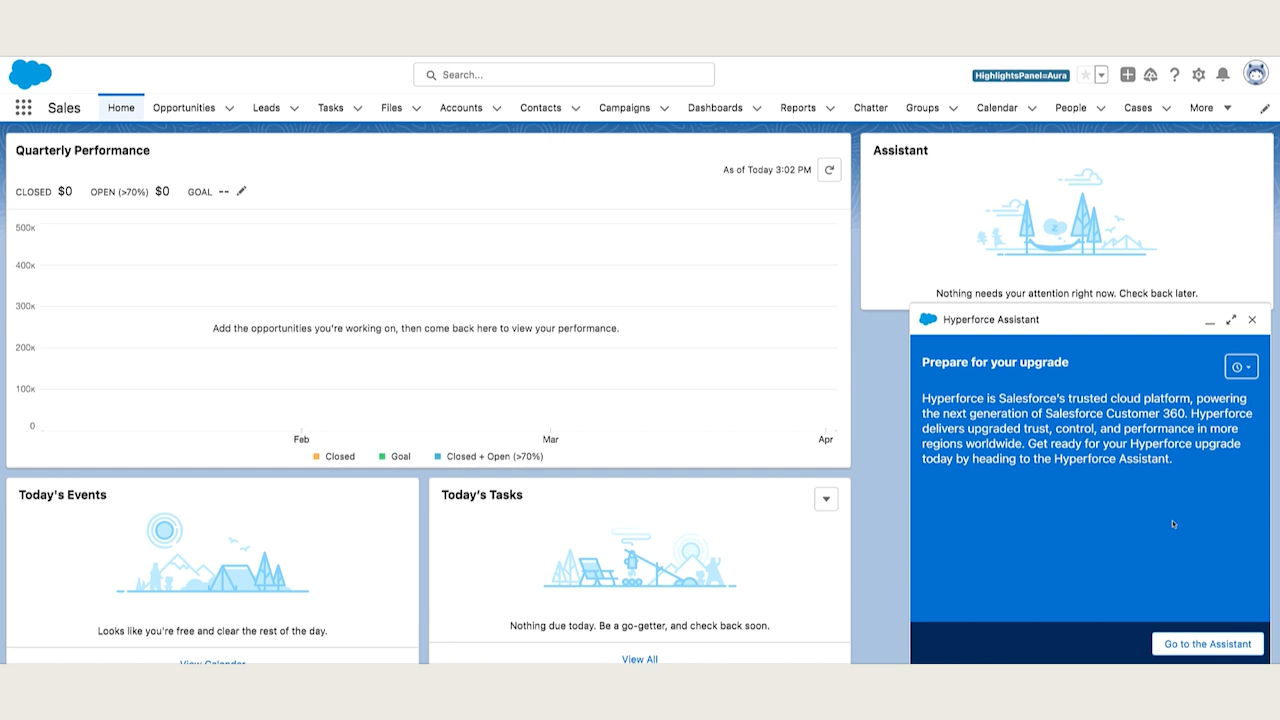 Search...
HighlightsPanel=Aura
Sales
Home
Opportunities
Leads
Tasks
Files
Accounts
Contacts
Campaigns
Dashboards
Reports
Chatter
Groups
Calendar
People
Cases
More
Quarterly Performance
As of Today 3:02 PM
CLOSED $0 OPEN (>70%) $0 GOAL --
500K
400K
300K
200K
100K
0
Add the opportunities you're working on, then come back here to view your performance.
Feb
Mar
Apr
Closed
Goal
Closed + Open (>70%)
Assistant
z
Nothing needs your attention right now. Check back later.
Today's Events
Looks like you're free and clear the rest of the day.
View Calendar
Today's Tasks
Nothing due today. Be a go-getter, and check back soon.
View All
Hyperforce Assistant
Prepare for your upgrade
Hyperforce is Salesforce's trusted cloud platform, powering
the next generation of Salesforce Customer 360. Hyperforce
delivers upgraded trust, control, and performance in more
regions worldwide. Get ready for your Hyperforce upgrade
today by heading to the Hyperforce Assistant.
Go to the Assistant